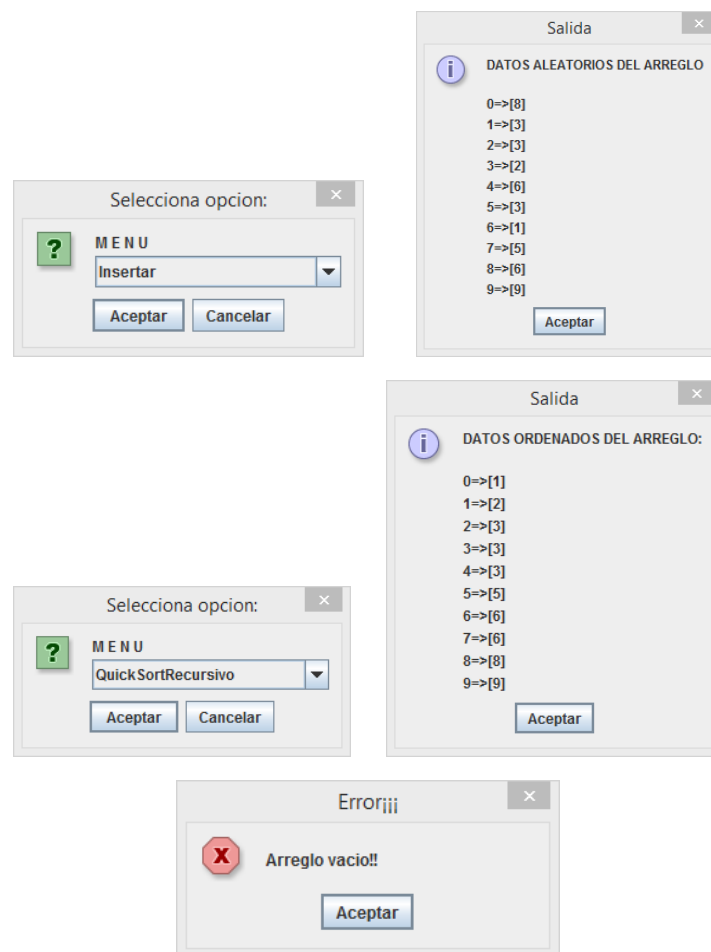 Selecciona opcion:
M E N U
Insertar
Aceptar
Cancelar
Salida
DATOS ALEATORIOS DEL ARREGLO
0=>[8]
1=>[3]
2=>[3]
3=>[2]
4=>[6]
5=>[3]
6=>[1]
7=>[5]
8=>[6]
9=>[9]
Aceptar
Selecciona opcion:
M E N U
QuickSortRecursivo
Aceptar
Cancelar
Salida
DATOS ORDENADOS DEL ARREGLO:
0=>[1]
1=>[2]
2=>[3]
3=>[3]
4=>[3]
5=>[5]
6=>[6]
7=>[6]
8=>[8]
9=>[9]
Aceptar
Error¡¡¡
Arreglo vacio!!
Aceptar